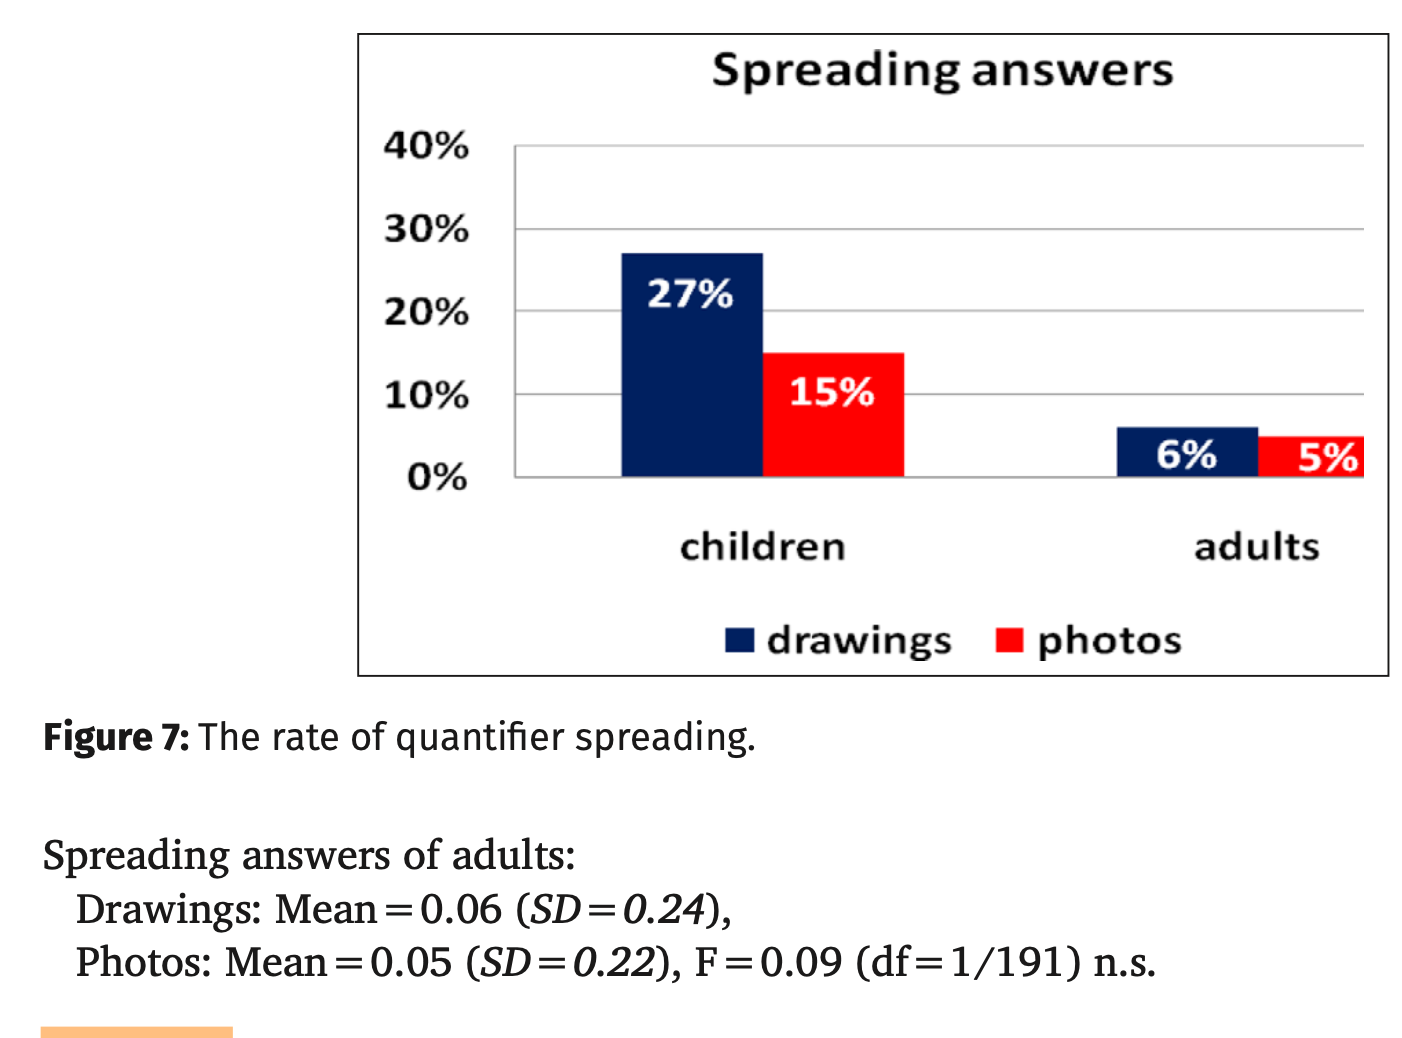 Spreading answers
40%
30%
20%
10%
0%
27%
15%
6%
5%
children adults
drawings photos
Figure 7: The rate of quantifier spreading.
Spreading answers of adults:
Drawings: Mean = 0.06 (SD = 0.24),
Photos: Mean = 0.05 (SD = 0.22), F = 0.09 (df = 1/191) n.s.